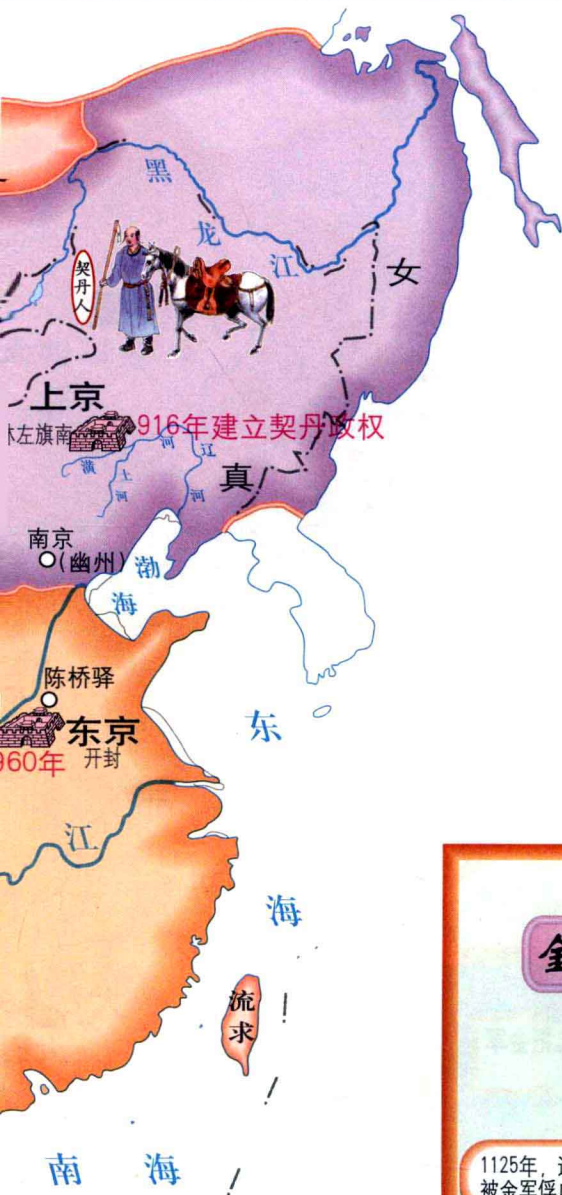 黑龙江
契丹人
女真
上京
林左旗南
916年建立契丹政权
潢河
土河
辽河
南京
(幽州)
渤海
陈桥驿
东京
960年
开封
江
东海
流求
南海
金
1125年，
被金军俘